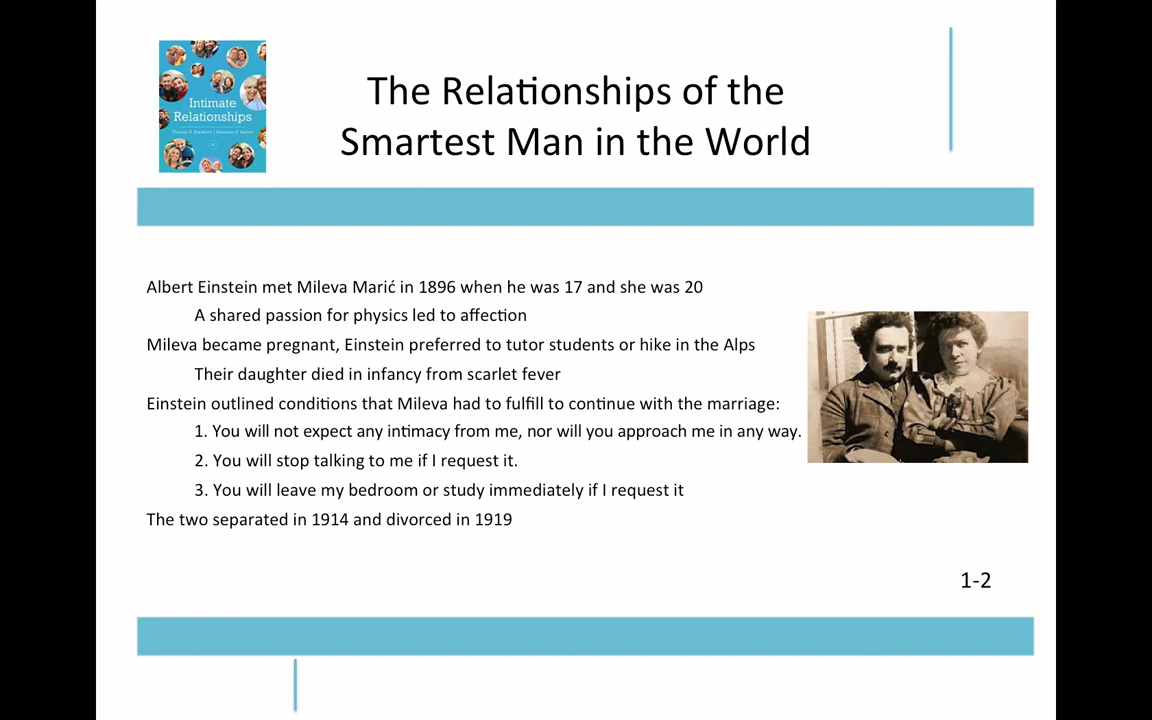 Intimate
Relationships
Thomas N. Bradbury | Benjamin R. Karney
The Relationships of the
Smartest Man in the World
Albert Einstein met Mileva Marić in 1896 when he was 17 and she was 20
A shared passion for physics led to affection
Mileva became pregnant, Einstein preferred to tutor students or hike in the Alps
Their daughter died in infancy from scarlet fever
Einstein outlined conditions that Mileva had to fulfill to continue with the marriage:
1. You will not expect any intimacy from me, nor will you approach me in any way.
2. You will stop talking to me if I request it.
3. You will leave my bedroom or study immediately if I request it
The two separated in 1914 and divorced in 1919
1-2